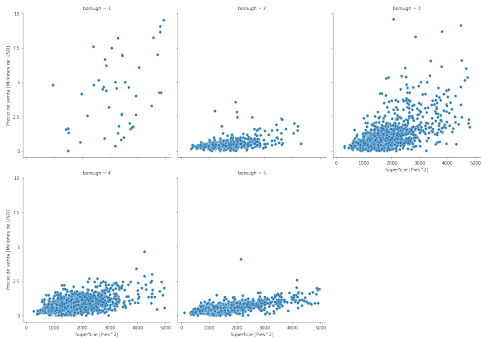 borough = 1
borough = 2
borough = 3
Precio de venta [Millones de USD]
10
7.5
5
2.5
0
0
1000
2000
3000
4000
5000
Superficie [Pies^2]
borough = 4
borough = 5
Precio de venta [Millones de USD]
10
7.5
5
2.5
0
0
1000
2000
3000
4000
5000
Superficie [Pies^2]
0
1000
2000
3000
4000
5000
Superficie [Pies^2]